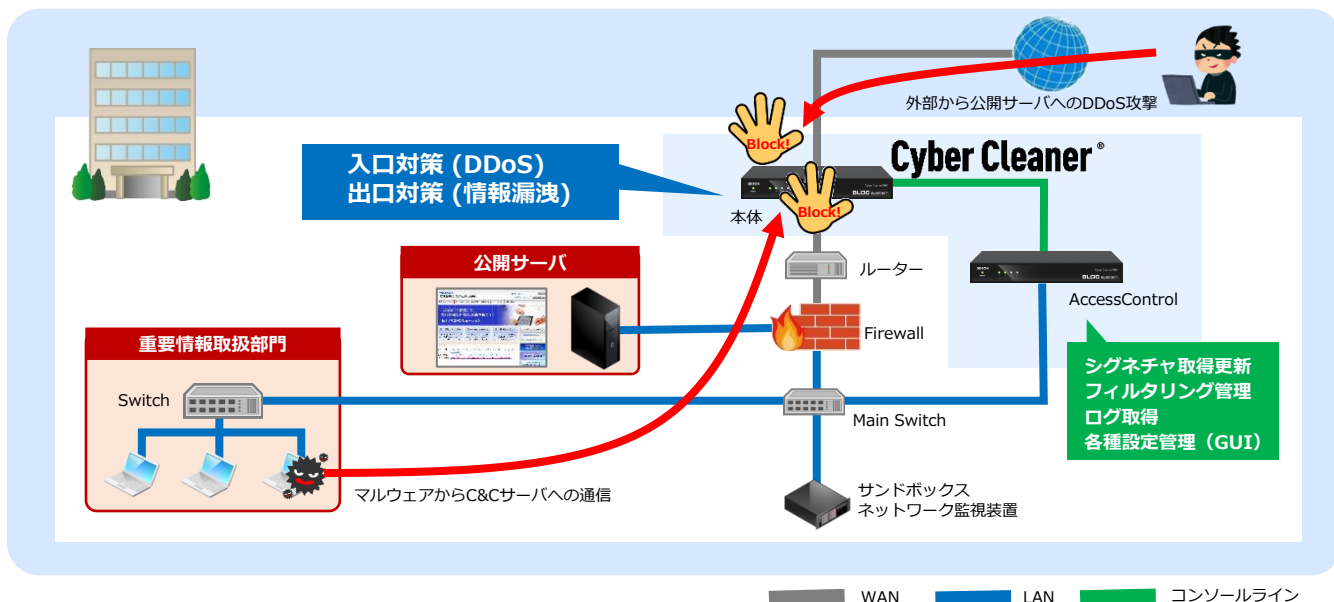 外部から公開サーバへのDDoS攻撃
Block!
Cyber Cleaner®
入口対策 (DDoS)
出口対策 (情報漏洩)
BLOC system
本体
Block!
公開サーバ
ルーター
BLOC system
AccessControl
Firewall
重要情報取扱部門
シグネチャ取得更新
フィルタリング管理
ログ取得
各種設定管理（GUI）
Switch
Main Switch
マルウェアからC&Cサーバへの通信
サンドボックス
ネットワーク監視装置
WAN
LAN
コンソールライン